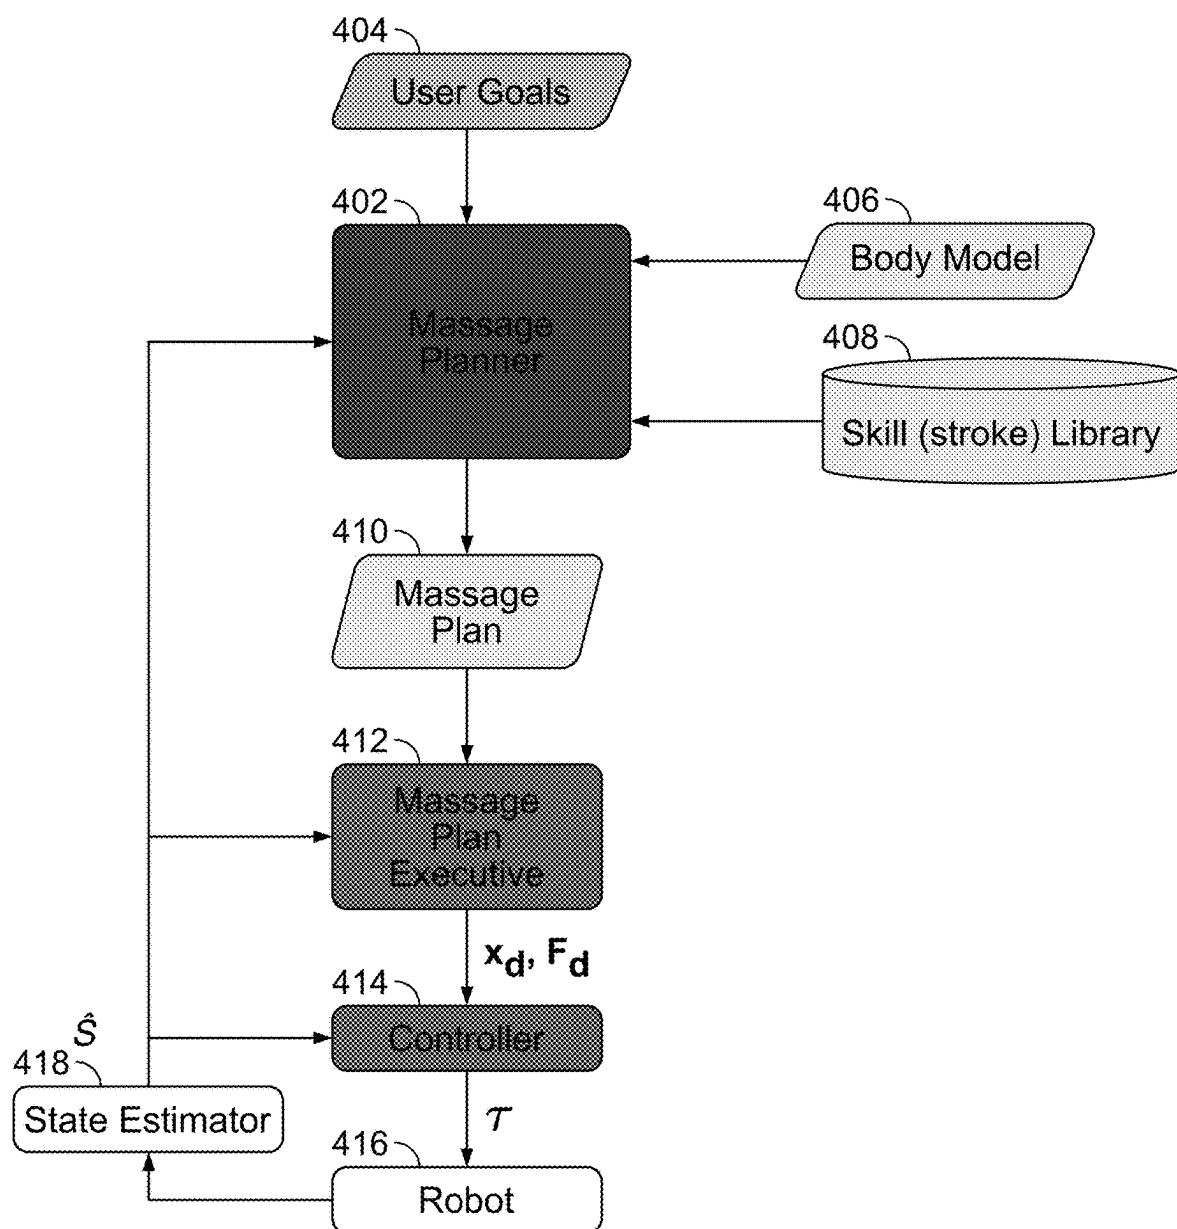 404
User Goals
402
406
Body Model
Massage
Planner
408
Skill (stroke) Library
410
Massage
Plan
412
Massage
Plan
Executive
x_d, F_d
414
Controller
Ŝ
418
State Estimator
τ
416
Robot